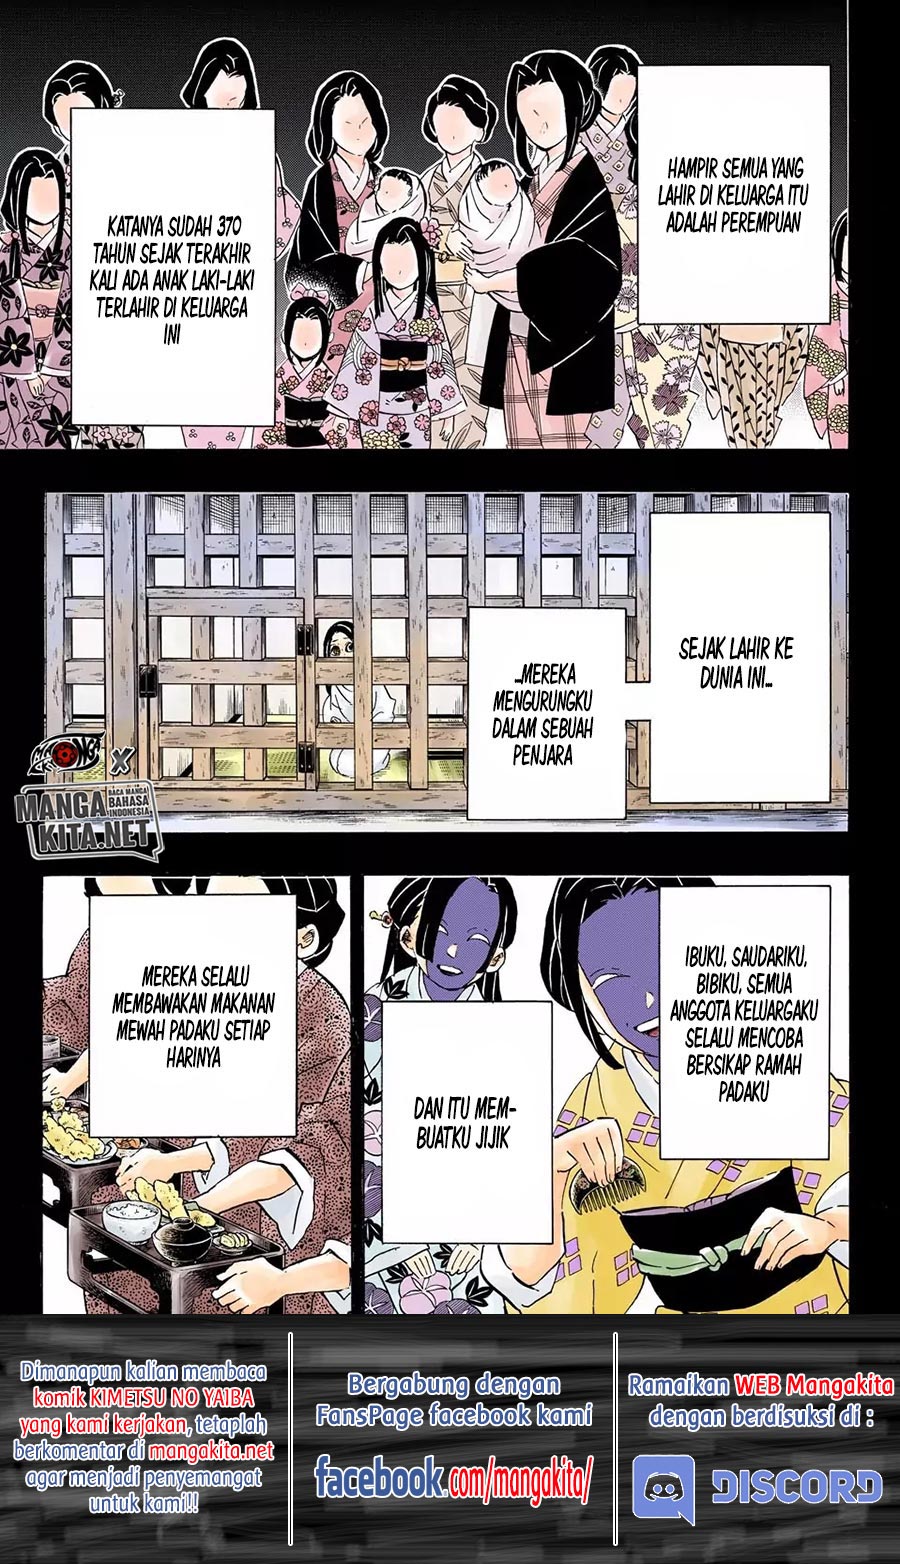 HAMPIR SEMUA YANG
LAHIR DI KELUARGA ITU
ADALAH PEREMPUAN
KATANYA SUDAH 370
TAHUN SEJAK TERAKHIR
KALI ADA ANAK LAKI-LAKI
TERLAHIR DI KELUARGA
INI
SEJAK LAHIR KE
DUNIA INI...
...MEREKA
MENGURUNGKU
DALAM SEBUAH
PENJARA
X
MANGA
BACA MANGA
BAHASA
INDONESIA
KITA.NET
IBUKU, SAUDARIKU,
BIBIKU, SEMUA
ANGGOTA KELUARGAKU
SELALU MENCOBA
BERSIKAP RAMAH
PADAKU
DAN ITU MEM-
BUATKU JIJIK
MEREKA SELALU
MEMBAWAKAN MAKANAN
MEWAH PADAKU SETIAP
HARINYA
Dimanapun kalian membaca
komik KIMETSU NO YAIBA
yang kami kerjakan, tetaplah
berkomentar di mangakita.net
agar menjadi penyemangat
untuk kami!!
Bergabung dengan
FansPage facebook kami
facebook.com/mangakita/
Ramaikan WEB Mangakita
dengan berdisuksi di :
DISCORD